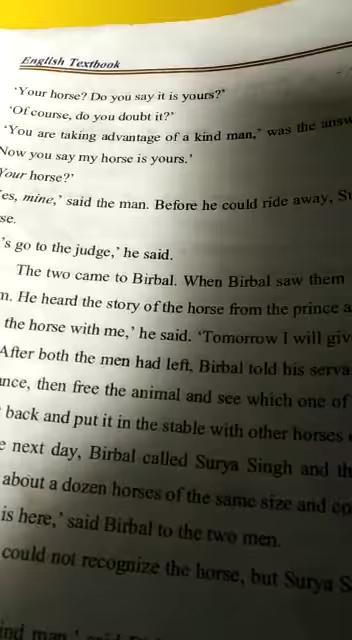 English Textbook
'Your horse? Do you say it is yours?'
'Of course, do you doubt it?'
'You are taking advantage of a kind man,' was the
Now you say my horse is yours.'
Your horse?'
es, mine,' said the man. Before he could ride away,
se.
's go to the judge,' he said.
The two came to Birbal. When Birbal saw them
He heard the story of the horse from the prince
the horse with me,' he said. 'Tomorrow I will
After both the men had left, Birbal told his
then free the animal and see which one of
back and put it in the stable with other horses
next day, Birbal called Surya Singh and
about a dozen horses of the same size and
is here,' said Birbal to the two men.
could not recognize the horse, but Surya
man,'